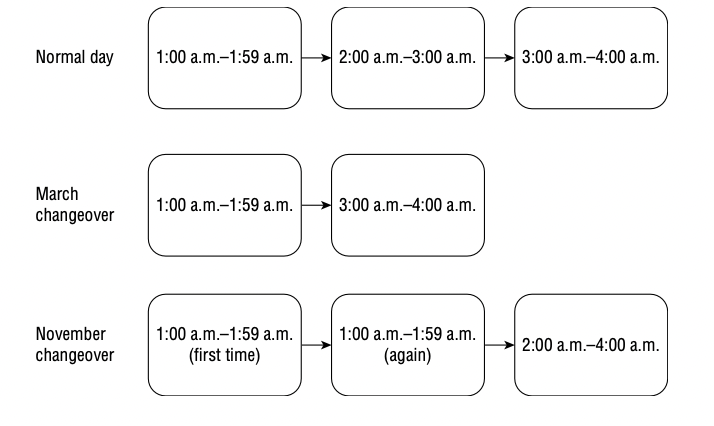 Normal day
1:00 a.m.–1:59 a.m.
2:00 a.m.–3:00 a.m.
3:00 a.m.–4:00 a.m.
March
changeover
1:00 a.m.–1:59 a.m.
3:00 a.m.–4:00 a.m.
November
changeover
1:00 a.m.–1:59 a.m.
(first time)
1:00 a.m.–1:59 a.m.
(again)
2:00 a.m.–4:00 a.m.